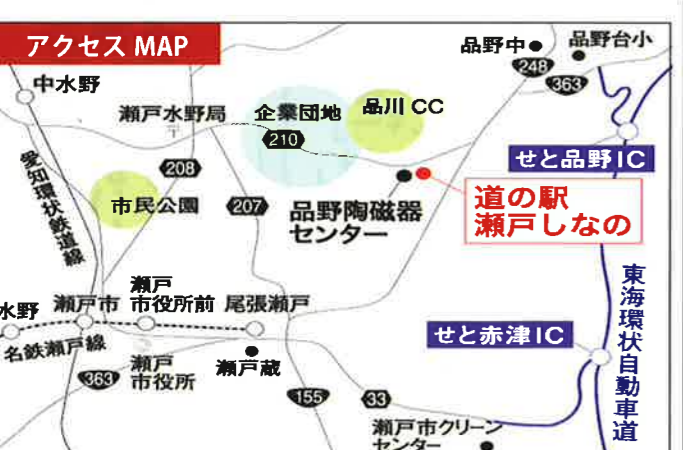 アクセス MAP
品野中
品野台小
248
363
中水野
瀬戸水野局
企業団地
品川 CC
210
せと品野IC
愛知環状鉄道線
208
市民公園
207
品野陶磁器
センター
道の駅
瀬戸しなの
東海環状自動車道
水野
瀬戸市
瀬戸
市役所前
尾張瀬戸
名鉄瀬戸線
せと赤津IC
瀬戸
市役所
瀬戸蔵
363
155
33
瀬戸市クリーン
センター